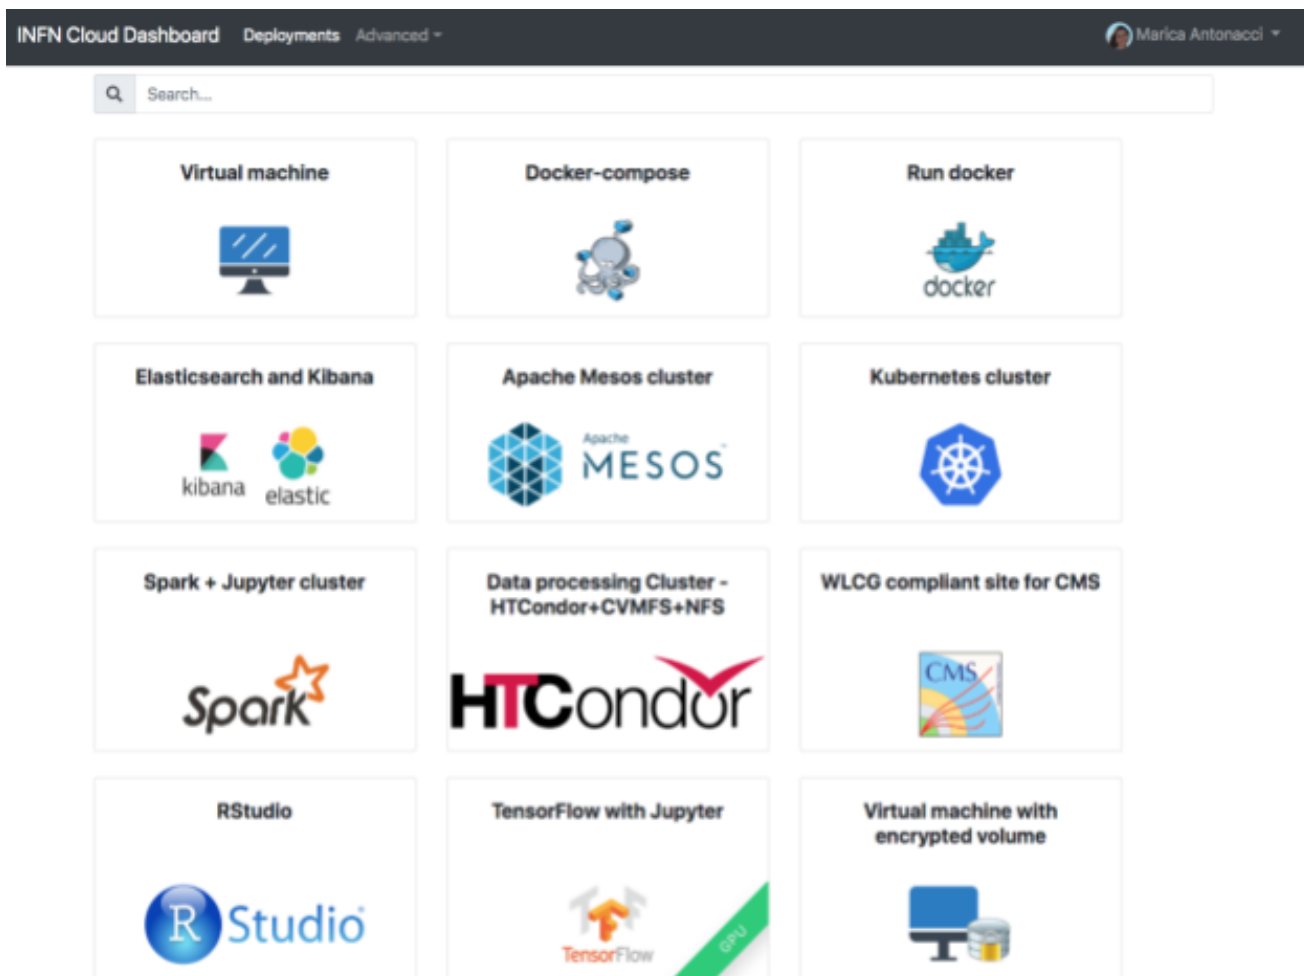 INFN Cloud Dashboard Deployments Advanced Marica Antonacci
Search...
Virtual machine
Docker-compose
Run docker
docker
Elasticsearch and Kibana
kibana
elastic
Apache Mesos cluster
Apache
MESOS
Kubernetes cluster
Spark + Jupyter cluster
Spark
Data processing Cluster -
HTCondor+CVMFS+NFS
HTCondor
WLCG compliant site for CMS
CMS
RStudio
R Studio
TensorFlow with Jupyter
TensorFlow
GPU
Virtual machine with
encrypted volume